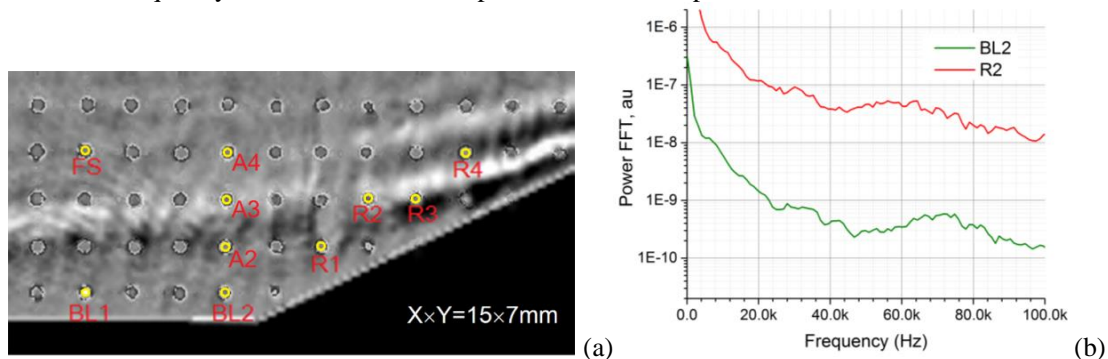 1E-6
1E-7
1E-8
1E-9
1E-10
Power FFT, au
BL2
R2
0.0 20.0k 40.0k 60.0k 80.0k 100.0k
Frequency (Hz)
FS
A4
R4
A3
R2
R3
A2
R1
BL1
BL2
X×Y=15×7mm
(a)
(b)